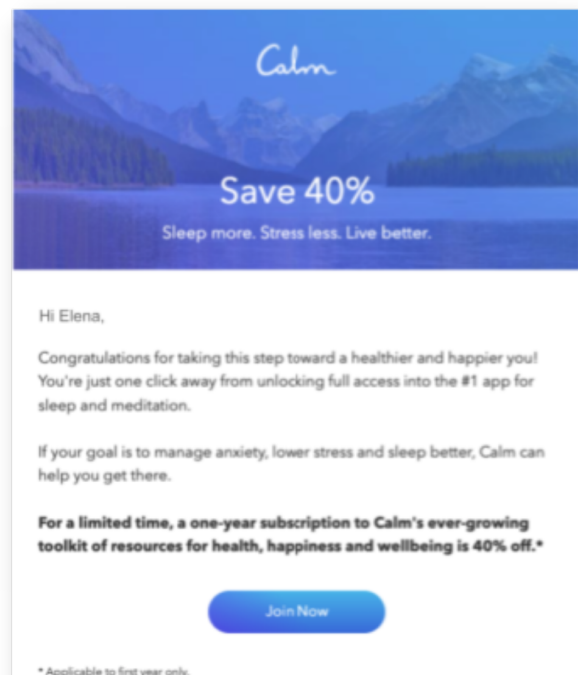 Calm
Save 40%
Sleep more. Stress less. Live better.
Hi Elena,
Congratulations for taking this step toward a healthier and happier you!
You're just one click away from unlocking full access into the #1 app for
sleep and meditation.
If your goal is to manage anxiety, lower stress and sleep better, Calm can
help you get there.
For a limited time, a one-year subscription to Calm's ever-growing
toolkit of resources for health, happiness and wellbeing is 40% off.*
Join Now
* Applicable to first year only.